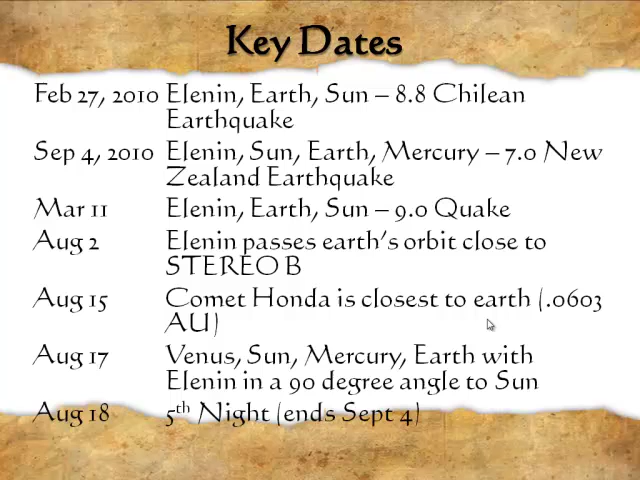 Key Dates
Feb 27, 2010 Elenin, Earth, Sun – 8.8 Chilean
Earthquake
Sep 4, 2010 Elenin, Sun, Earth, Mercury – 7.0 New
Zealand Earthquake
Mar 11 Elenin, Earth, Sun – 9.0 Quake
Aug 2 Elenin passes earth's orbit close to
STEREO B
Aug 15 Comet Honda is closest to earth (.0603
AU)
Aug 17 Venus, Sun, Mercury, Earth with
Elenin in a 90 degree angle to Sun
Aug 18 5th Night (ends Sept 4)